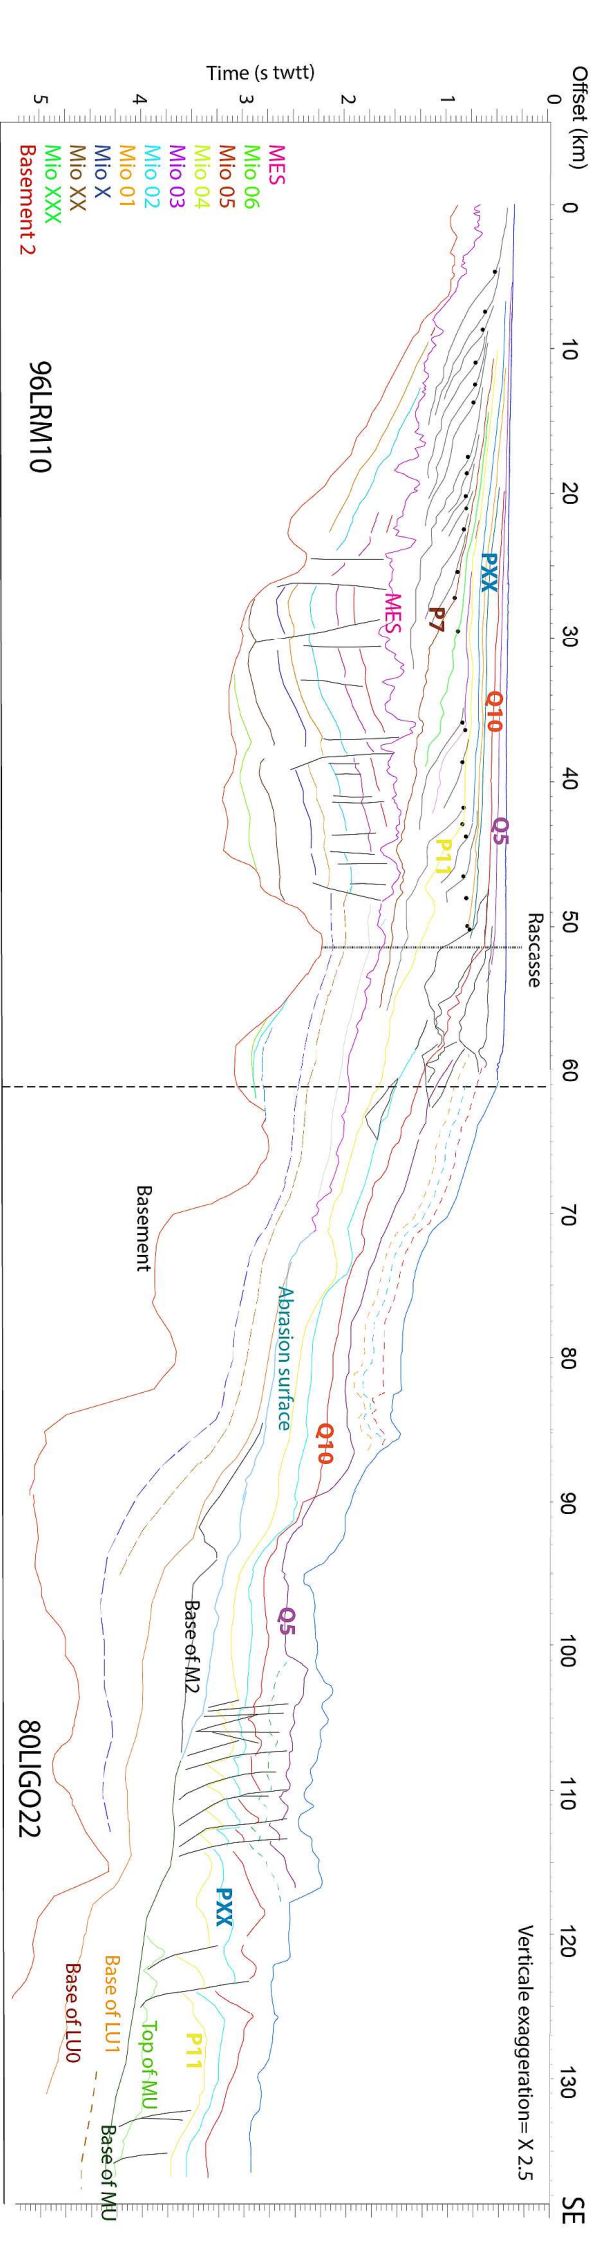 Offset (km)
0
10
20
30
40
50
60
70
80
90
100
110
120
130
SE
Time (s twtt)
0
1
2
3
4
5
MES
Mio 06
Mio 05
Mio 04
Mio 03
Mio 02
Mio 01
Mio X
Mio XX
Mio XXX
Basement 2
96LRM10
PXX
P7
MES
Q10
Q5
P11
Rascasse
Basement
Abrasion surface
Q10
Q5
Base of M2
80LIGO22
PXX
Verticale exaggeration= X 2.5
P11
Top of MU
Base of LU1
Base of LU0
Base of MU